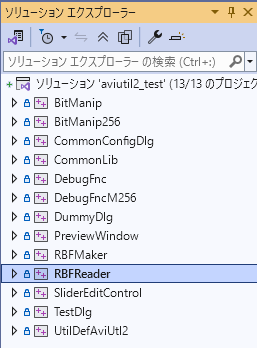 ソリューション エクスプローラー
ソリューション エクスプローラー の検索 (Ctrl+:)
ソリューション 'aviutil2_test' (13/13 のプロジェク
BitManip
BitManip256
CommonConfigDlg
CommonLib
DebugFnc
DebugFncM256
DummyDlg
PreviewWindow
RBFMaker
RBFReader
SliderEditControl
TestDlg
UtilDefAviUtl2